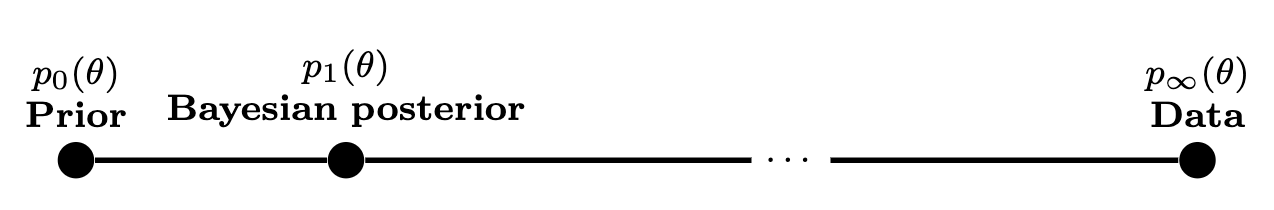 p₀(θ)
Prior
p₁(θ)
Bayesian posterior
· · ·
p∞(θ)
Data